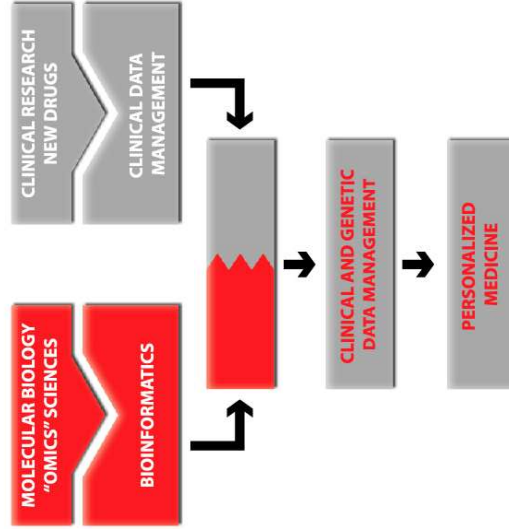 MOLECULAR BIOLOGY
"OMICS" SCIENCES
BIOINFORMATICS
CLINICAL RESEARCH
NEW DRUGS
CLINICAL DATA
MANAGEMENT
CLINICAL AND GENETIC
DATA MANAGEMENT
PERSONALIZED
MEDICINE